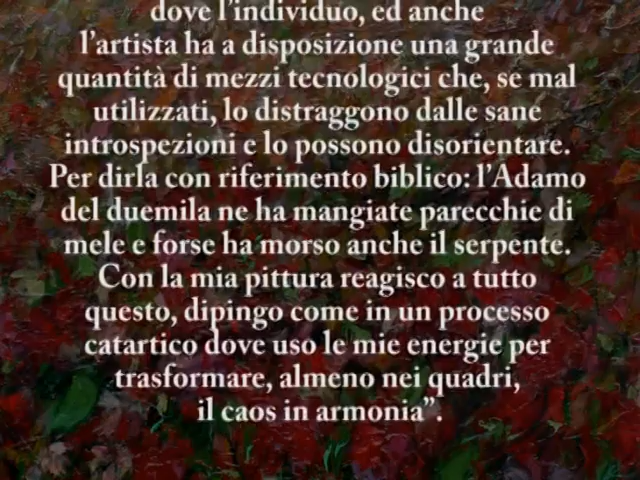 dove l'individuo, ed anche
l'artista ha a disposizione una grande
quantità di mezzi tecnologici che, se mal
utilizzati, lo distraggono dalle sane
introspezioni e lo possono disorientare.
Per dirla con riferimento biblico: l'Adamo
del duemila ne ha mangiate parecchie di
mele e forse ha morso anche il serpente.
Con la mia pittura reagisco a tutto
questo, dipingo come in un processo
catartico dove uso le mie energie per
trasformare, almeno nei quadri,
il caos in armonia”.